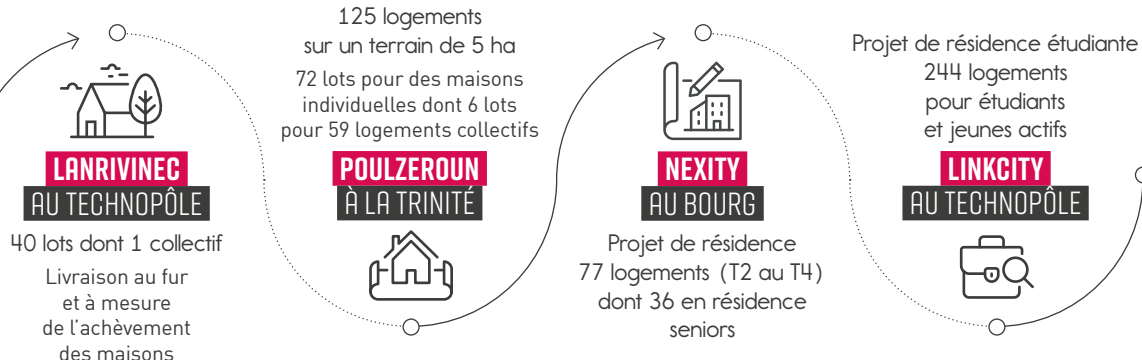 LANRIVINEC
AU TECHNOPÔLE
40 lots dont 1 collectif
Livraison au fur
et à mesure
de l'achèvement
des maisons
125 logements
sur un terrain de 5 ha
72 lots pour des maisons
individuelles dont 6 lots
pour 59 logements collectifs
POULZEROUN
À LA TRINITÉ
NEXITY
AU BOURG
Projet de résidence
77 logements (T2 au T4)
dont 36 en résidence
seniors
Projet de résidence étudiante
244 logements
pour étudiants
et jeunes actifs
LINKCITY
AU TECHNOPÔLE